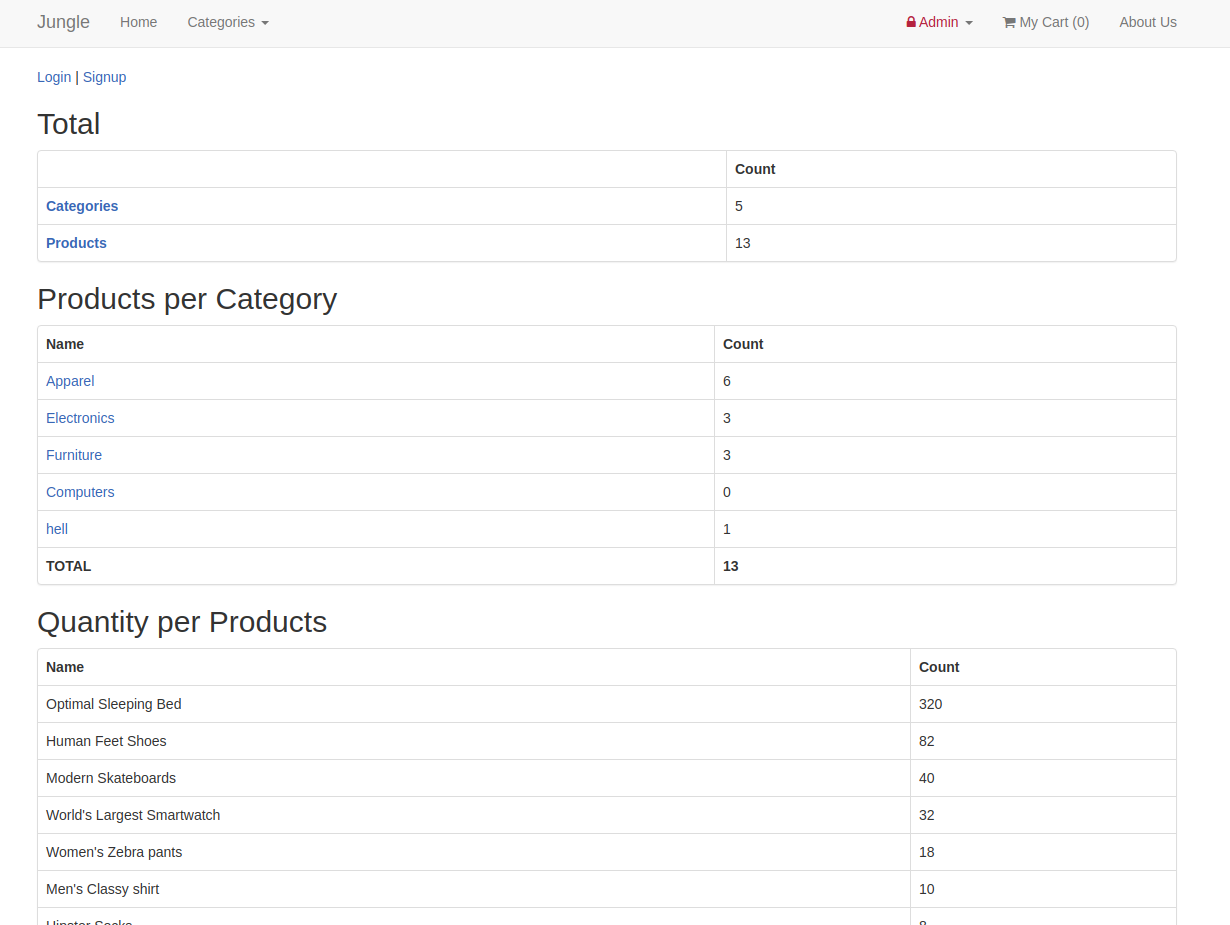 Jungle Home Categories Admin My Cart (0) About Us
Login | Signup
Total
Count
Categories 5
Products 13
Products per Category
Name Count
Apparel 6
Electronics 3
Furniture 3
Computers 0
hell 1
TOTAL 13
Quantity per Products
Name Count
Optimal Sleeping Bed 320
Human Feet Shoes 82
Modern Skateboards 40
World's Largest Smartwatch 32
Women's Zebra pants 18
Men's Classy shirt 10